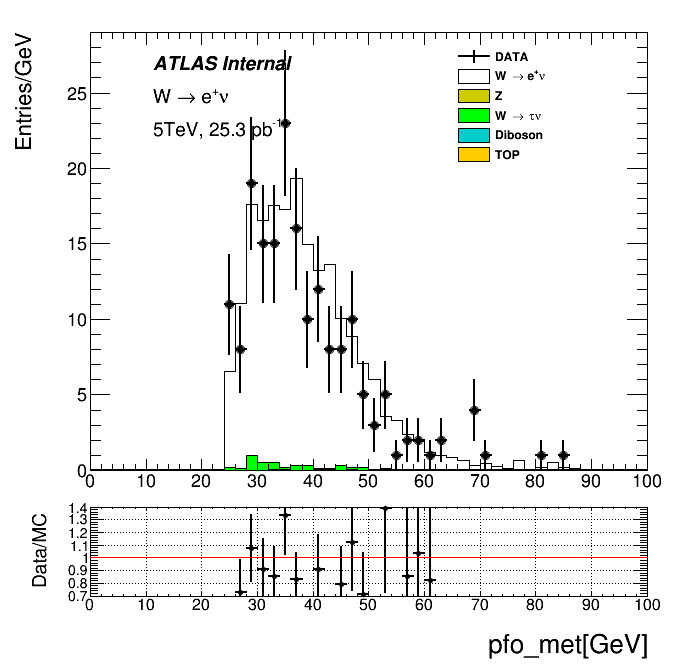 Entries/GeV
ATLAS Internal
W → e⁺ν
5TeV, 25.3 pb⁻¹
DATA
W → e⁺ν
Z
W → τν
Diboson
TOP
25
20
15
10
5
0
0 10 20 30 40 50 60 70 80 90 100
Data/MC
1.4
1.3
1.2
1.1
1
0.9
0.8
0.7
0 10 20 30 40 50 60 70 80 90 100
pfo_met[GeV]